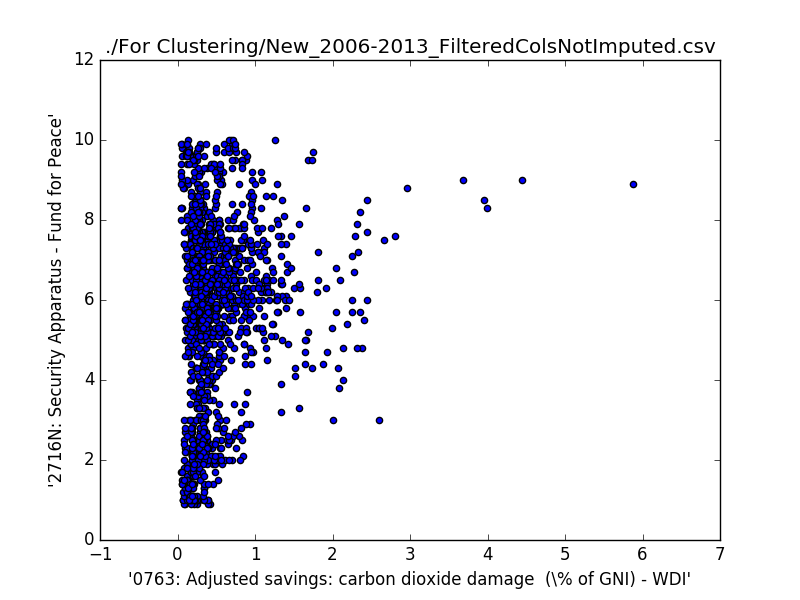 ./For Clustering/New_2006-2013_FilteredColsNotImputed.csv
12
10
8
6
4
2
0
'2716N: Security Apparatus - Fund for Peace'
−1 0 1 2 3 4 5 6 7
'0763: Adjusted savings: carbon dioxide damage  (\% of GNI) - WDI'